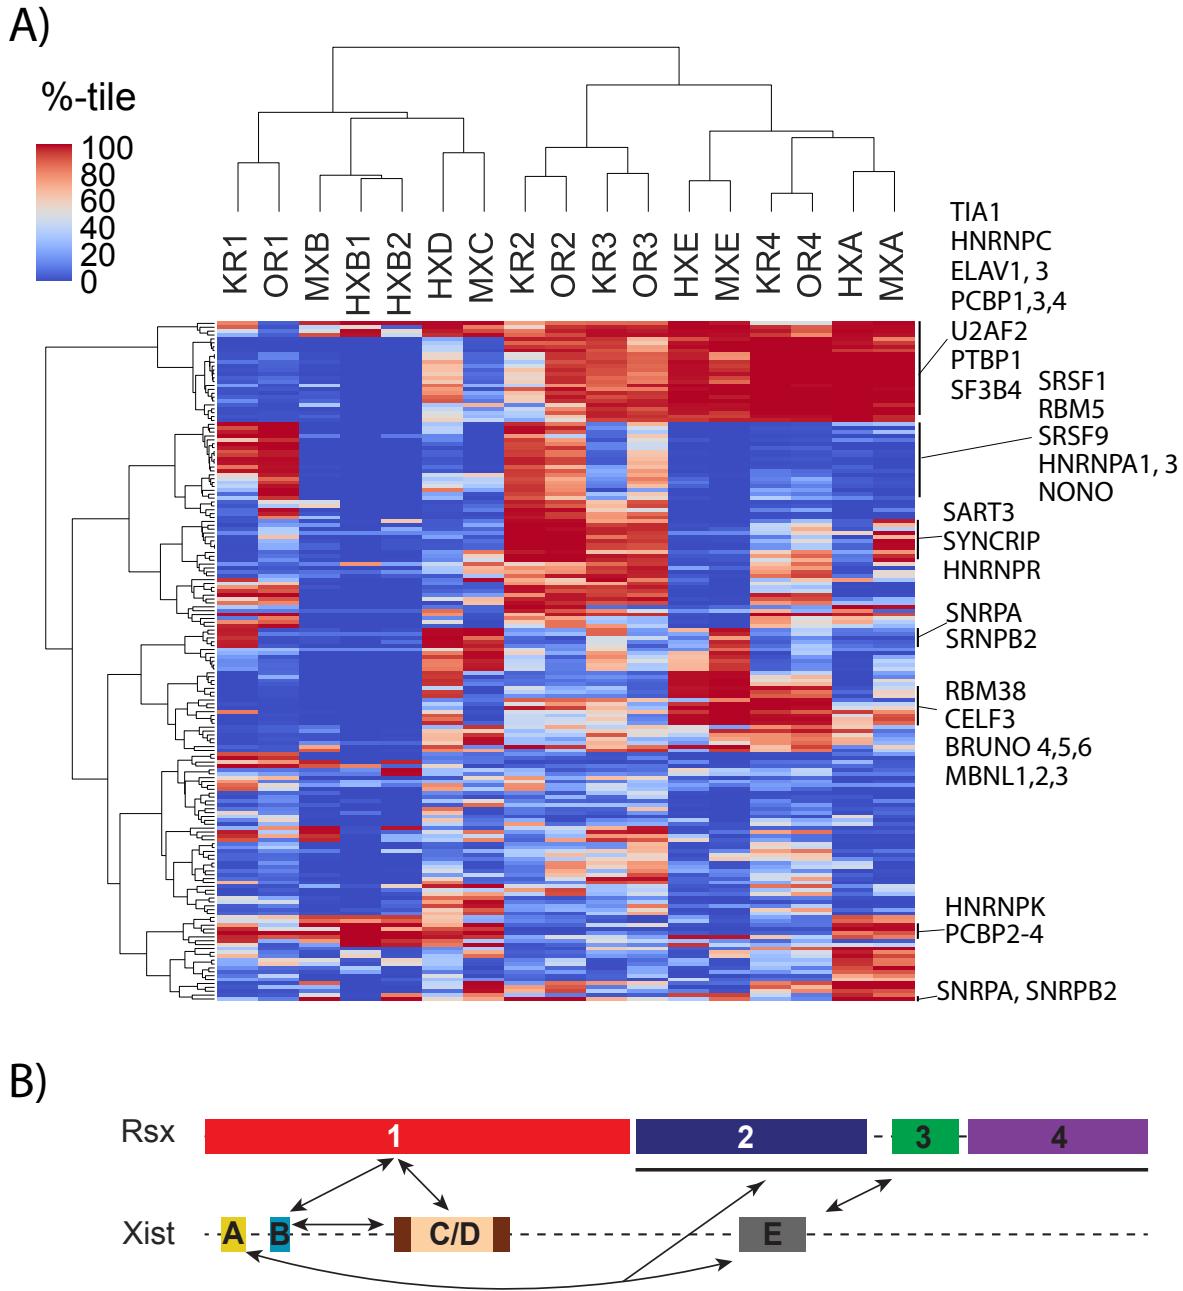 A)
%-tile
100
80
60
40
20
0
KR1
OR1
MXB
HXB1
HXB2
HXD
MXC
KR2
OR2
KR3
OR3
HXE
MXE
KR4
OR4
HXA
MXA
TIA1
HNRNPC
ELAV1, 3
PCBP1,3,4
U2AF2
PTBP1
SF3B4
SRSF1
RBM5
SRSF9
HNRNPA1, 3
NONO
SART3
SYNCRIP
HNRNPR
SNRPA
SRNPB2
RBM38
CELF3
BRUNO 4,5,6
MBNL1,2,3
HNRNPK
PCBP2-4
SNRPA, SNRPB2
B)
Rsx 1 2 3 4
Xist A B C/D E